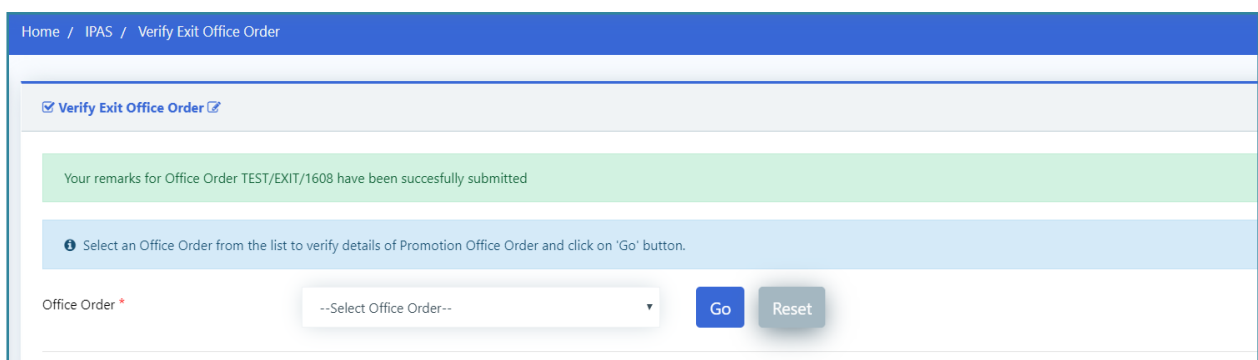 Home / IPAS / Verify Exit Office Order
Verify Exit Office Order
Your remarks for Office Order TEST/EXIT/1608 have been succesfully submitted
Select an Office Order from the list to verify details of Promotion Office Order and click on 'Go' button.
Office Order * --Select Office Order-- Go Reset